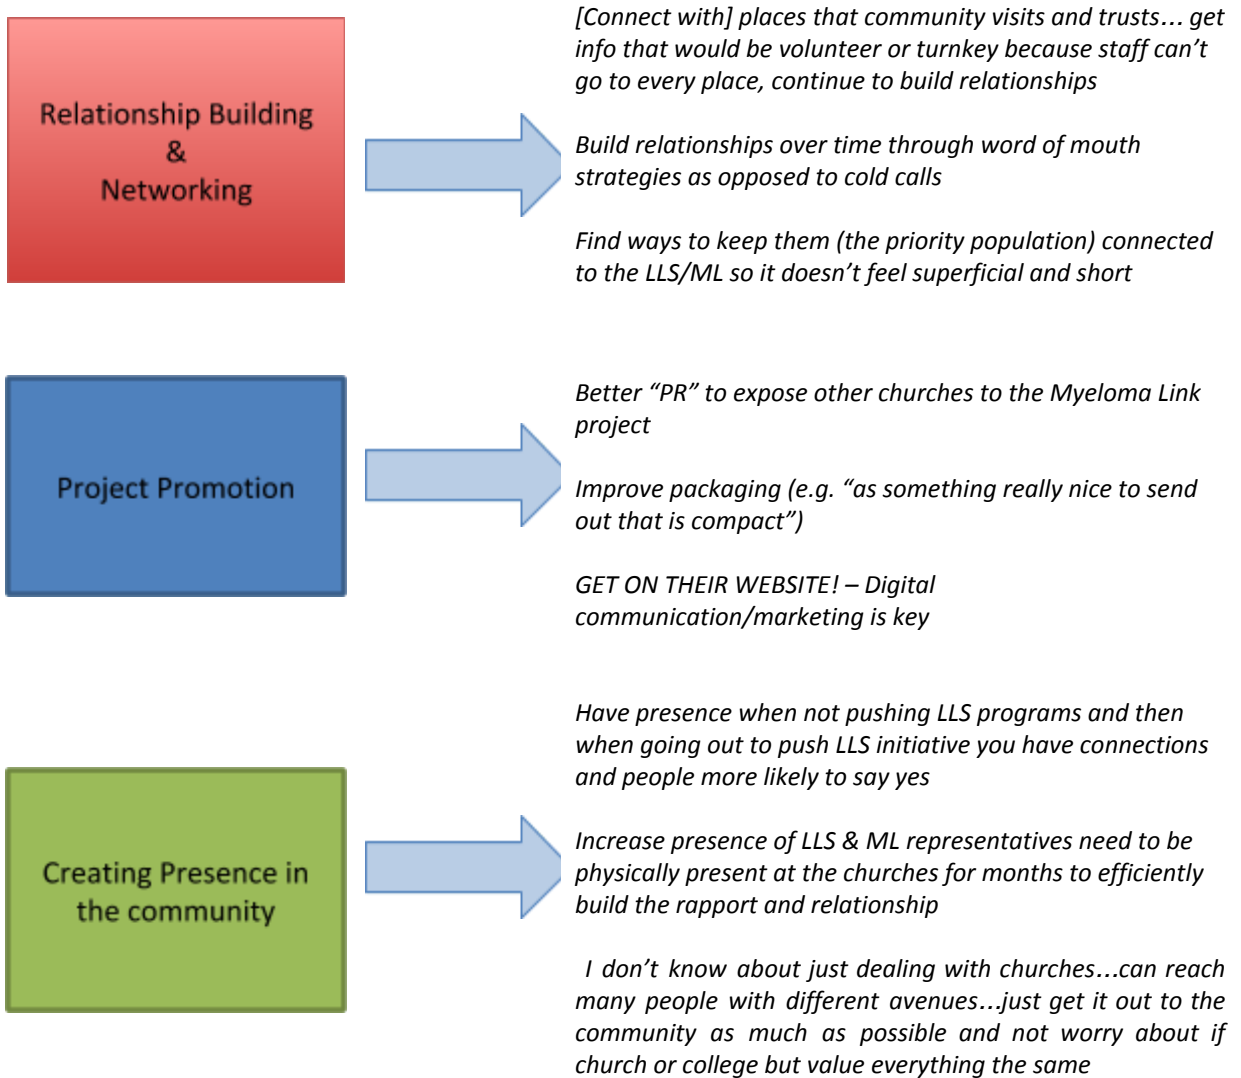 Relationship Building
&
Networking
[Connect with] places that community visits and trusts… get
info that would be volunteer or turnkey because staff can’t
go to every place, continue to build relationships
Build relationships over time through word of mouth
strategies as opposed to cold calls
Find ways to keep them (the priority population) connected
to the LLS/ML so it doesn’t feel superficial and short
Project Promotion
Better “PR” to expose other churches to the Myeloma Link
project
Improve packaging (e.g. “as something really nice to send
out that is compact”)
GET ON THEIR WEBSITE! – Digital
communication/marketing is key
Creating Presence in
the community
Have presence when not pushing LLS programs and then
when going out to push LLS initiative you have connections
and people more likely to say yes
Increase presence of LLS & ML representatives need to be
physically present at the churches for months to efficiently
build the rapport and relationship
I don’t know about just dealing with churches…can reach
many people with different avenues…just get it out to the
community as much as possible and not worry about if
church or college but value everything the same